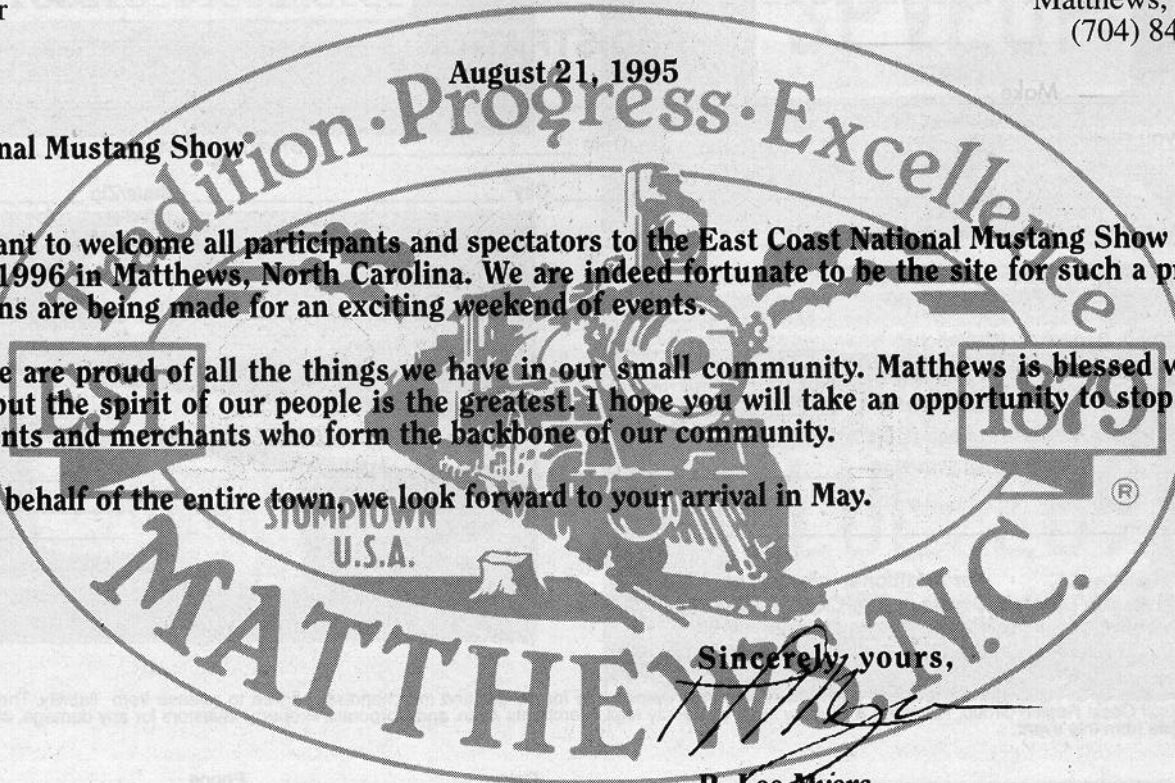 Matthews,
(704) 84
August 21, 1995
nal Mustang Show
ant to welcome all participants and spectators to the East Coast National Mustang Show
1996 in Matthews, North Carolina. We are indeed fortunate to be the site for such a p
ns are being made for an exciting weekend of events.
e are proud of all the things we have in our small community. Matthews is blessed
out the spirit of our people is the greatest. I hope you will take an opportunity to stop
nts and merchants who form the backbone of our community.
behalf of the entire town, we look forward to your arrival in May.
Sincerely yours,
R. Lee Myers
Tradition·Progress·Excellence
EST 1879
STUMPTOWN
U.S.A.
®
MATTHEWS, N.C.